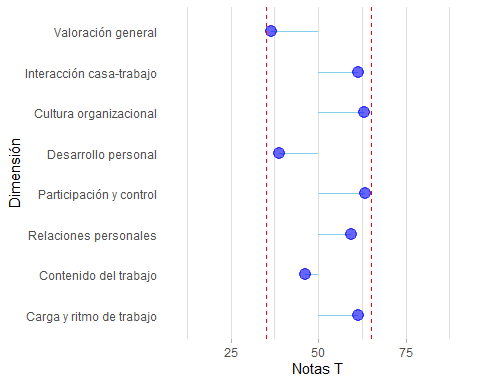 Valoración general
Interacción casa-trabajo
Cultura organizacional
Desarrollo personal
Participación y control
Relaciones personales
Contenido del trabajo
Carga y ritmo de trabajo
Dimensión
25 50 75
Notas T